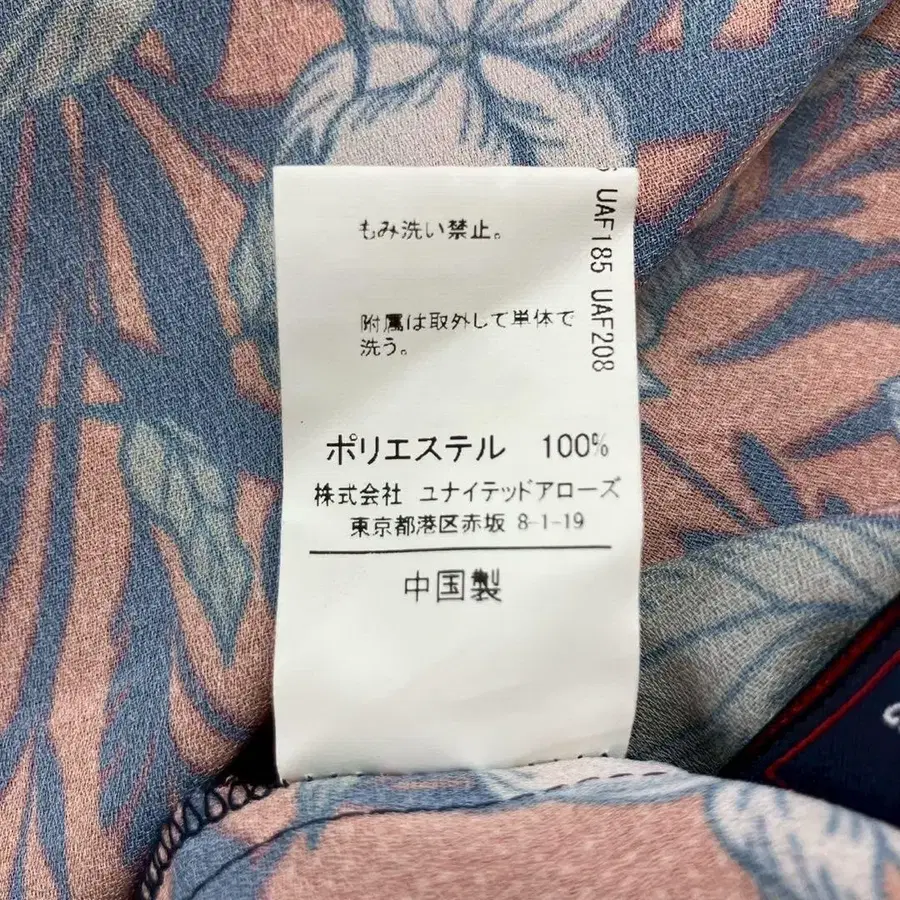 もみ洗い禁止。
附属は取外して単体で
洗う。
ポリエステル 100%
株式会社 ユナイテッドアローズ
東京都港区赤坂 8-1-19
中国製
UAF185 UAF208